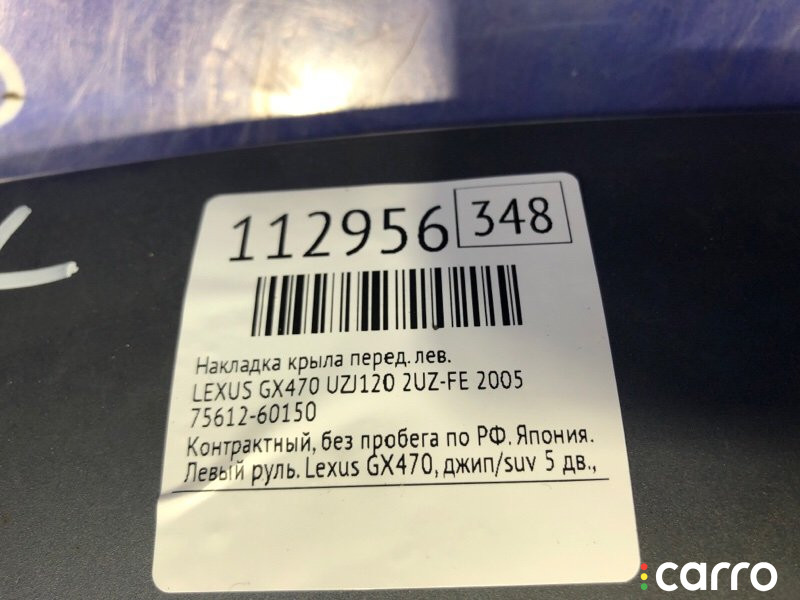 112956 348
Накладка крыла перед. лев.
LEXUS GX470 UZJ120 2UZ-FE 2005
75612-60150
Контрактный, без пробега по РФ. Япония.
Левый руль. Lexus GX470, джип/suv 5 дв.,
carro